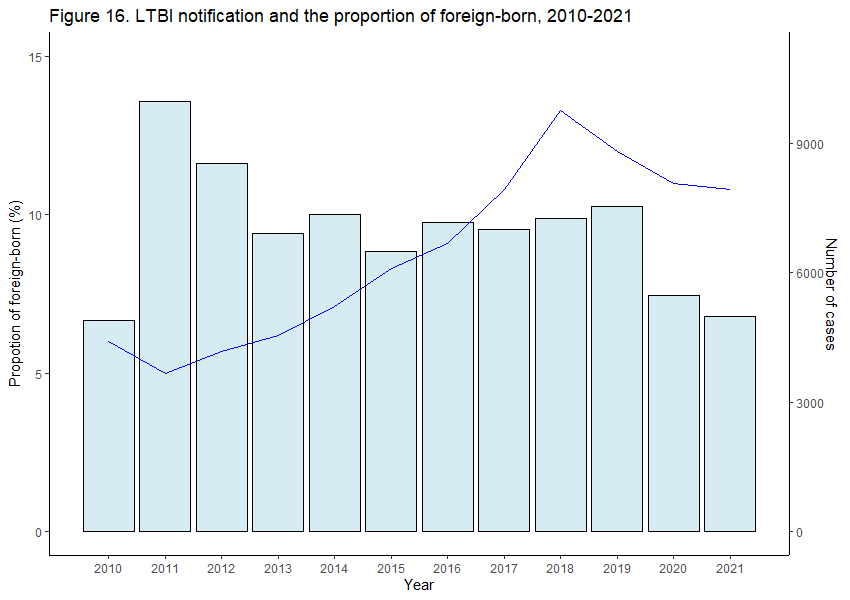 Figure 16. LTBI notification and the proportion of foreign-born, 2010-2021
15
10
5
0
Propotion of foreign-born (%)
9000
6000
3000
0
Number of cases
2010 2011 2012 2013 2014 2015 2016 2017 2018 2019 2020 2021
Year